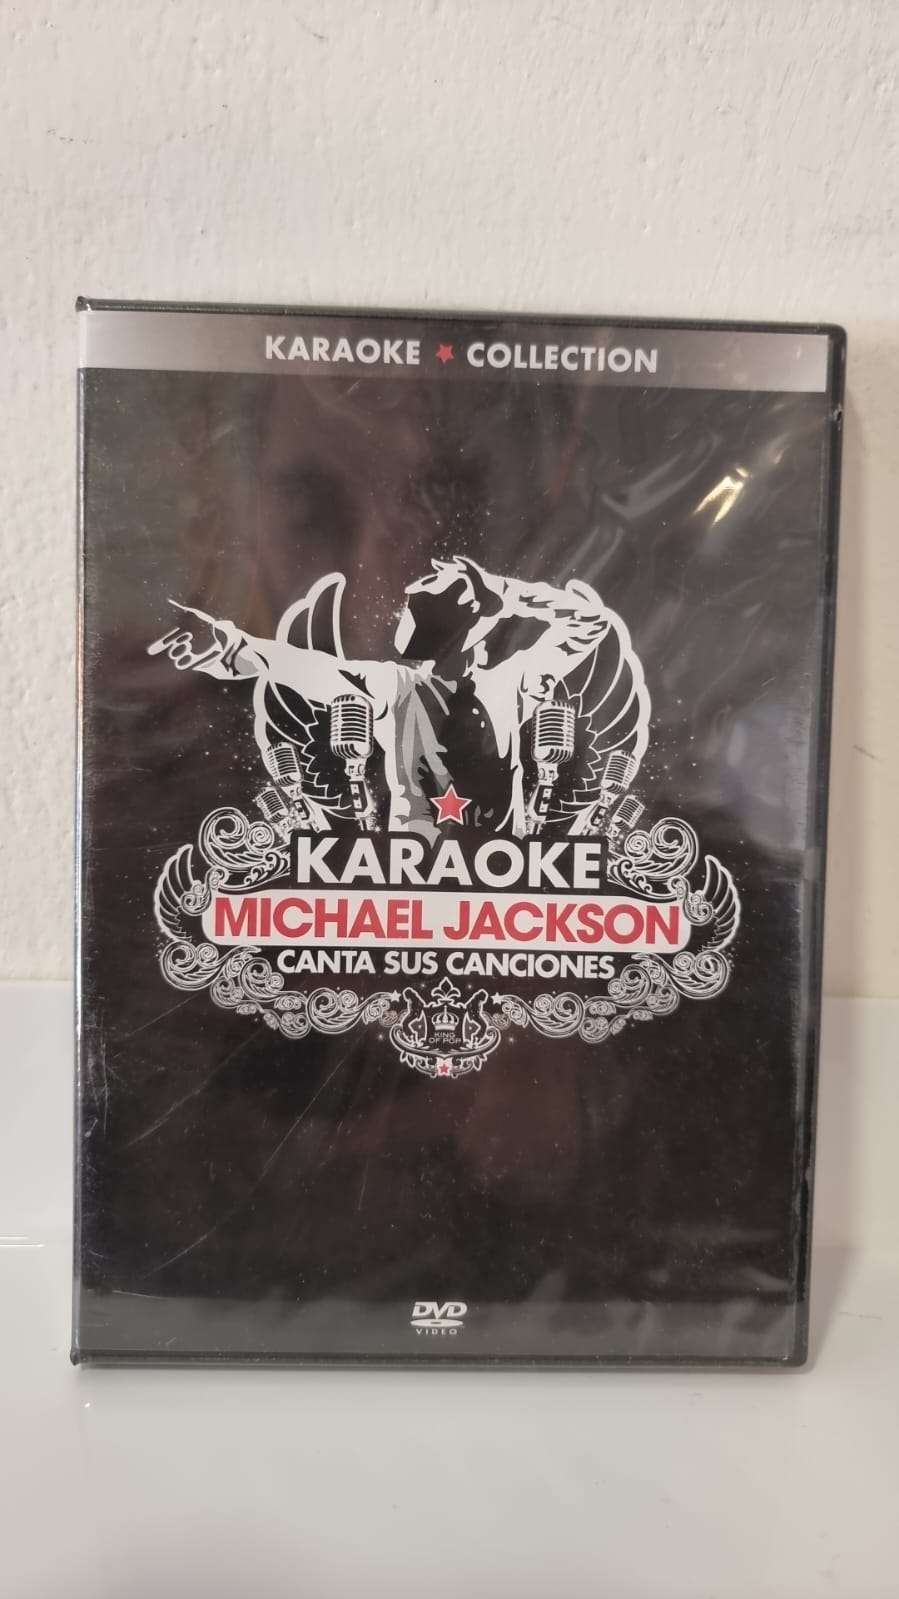 KARAOKE ★ COLLECTION
KARAOKE
MICHAEL JACKSON
CANTA SUS CANCIONES
KING
OF POP
DVD
VIDEO